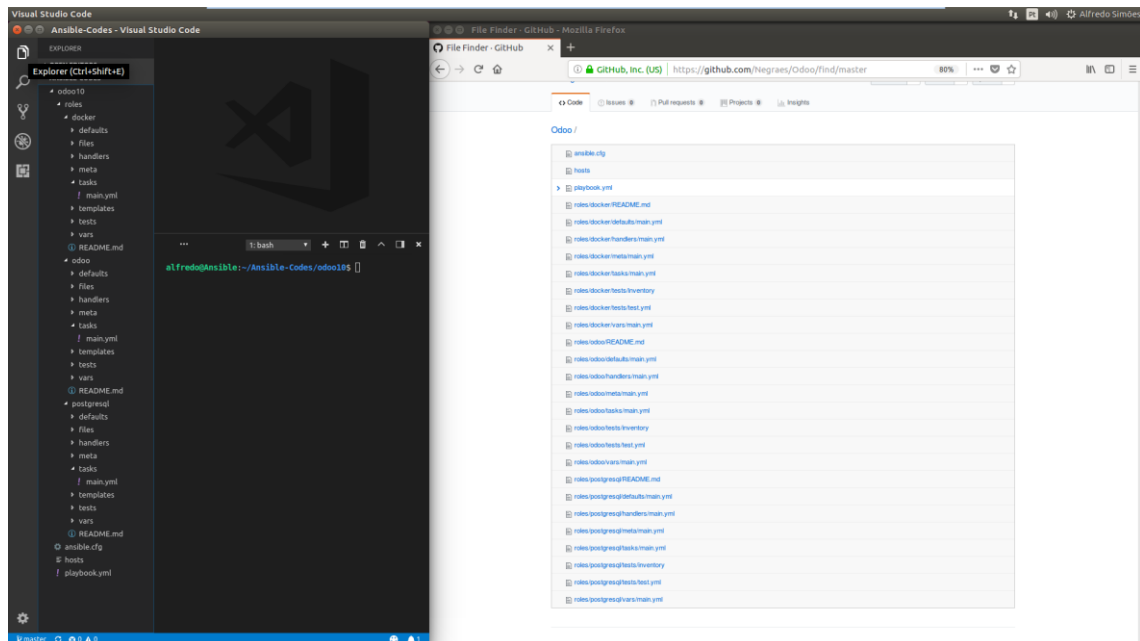 Visual Studio Code
Pt
Alfredo Simões
Ansible-Codes - Visual Studio Code
EXPLORER
Explorer (Ctrl+Shift+E)
odoo10
roles
docker
defaults
files
handlers
meta
tasks
! main.yml
templates
tests
vars
README.md
odoo
defaults
files
handlers
meta
tasks
! main.yml
templates
tests
vars
README.md
postgresql
defaults
files
handlers
meta
tasks
! main.yml
templates
tests
vars
README.md
ansible.cfg
hosts
! playbook.yml
master 0 0
1
... 1: bash
alfredo@Ansible:~/Ansible-Codes/odoo10$
File Finder - GitHub - Mozilla Firefox
File Finder - GitHub
GitHub, Inc. (US) https://github.com/Negraes/Odoo/find/master 80%
Code Issues 0 Pull requests 0 Projects 0 Insights
Odoo /
ansible.cfg
hosts
playbook.yml
roles/docker/README.md
roles/docker/defaults/main.yml
roles/docker/handlers/main.yml
roles/docker/meta/main.yml
roles/docker/tasks/main.yml
roles/docker/tests/inventory
roles/docker/tests/test.yml
roles/docker/vars/main.yml
roles/odoo/README.md
roles/odoo/defaults/main.yml
roles/odoo/handlers/main.yml
roles/odoo/meta/main.yml
roles/odoo/tasks/main.yml
roles/odoo/tests/inventory
roles/odoo/tests/test.yml
roles/odoo/vars/main.yml
roles/postgresql/README.md
roles/postgresql/defaults/main.yml
roles/postgresql/handlers/main.yml
roles/postgresql/meta/main.yml
roles/postgresql/tasks/main.yml
roles/postgresql/tests/inventory
roles/postgresql/tests/test.yml
roles/postgresql/vars/main.yml